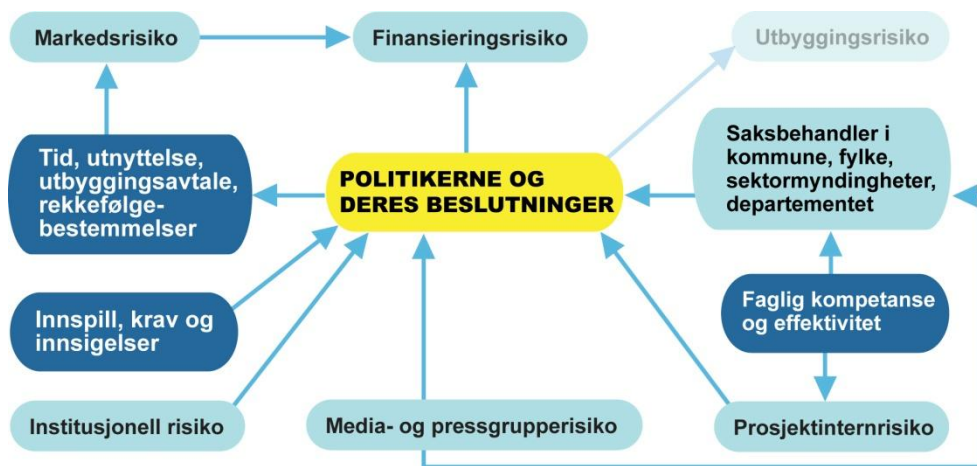 Markedsrisiko
Finansieringsrisiko
Utbyggingsrisiko
Tid, utnyttelse,
utbyggingsavtale,
rekkefølge-
bestemmelser
POLITIKERNE OG
DERES BESLUTNINGER
Saksbehandler i
kommune, fylke,
sektormyndingheter,
departementet
Innspill, krav og
innsigelser
Faglig kompetanse
og effektivitet
Institusjonell risiko
Media- og pressgrupperisiko
Prosjektinternrisiko